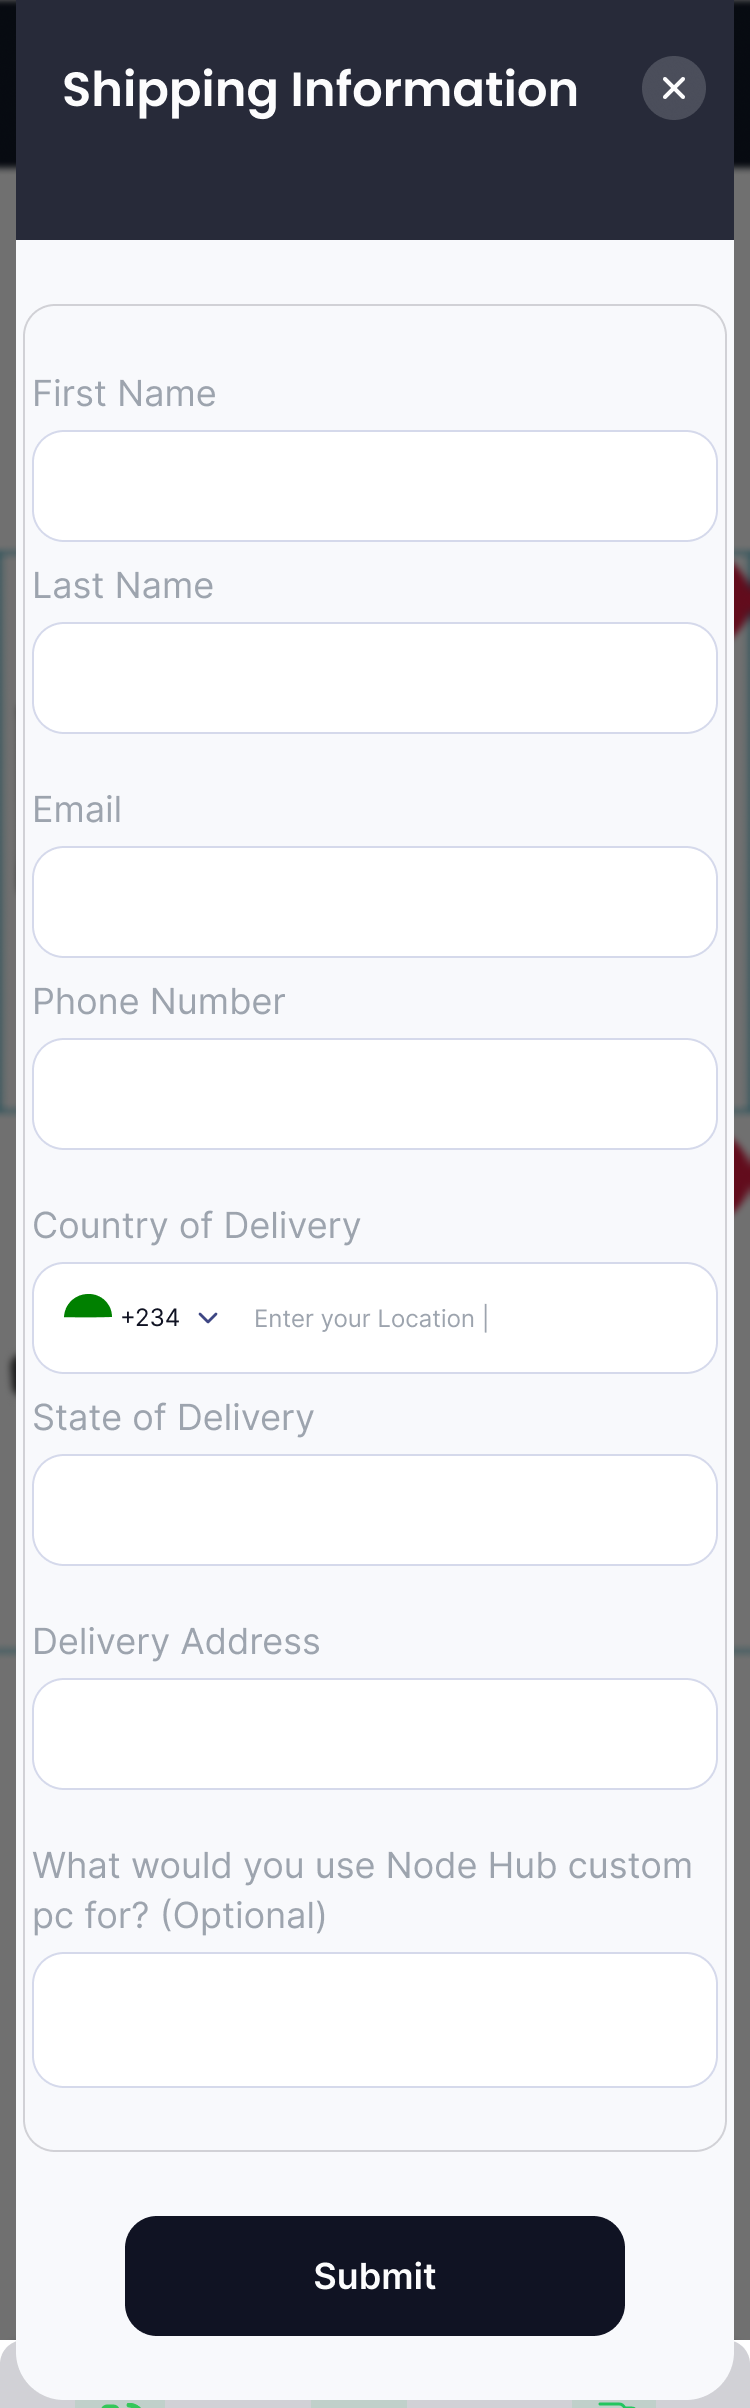 Shipping Information
First Name
Last Name
Email
Phone Number
Country of Delivery
+234 Enter your Location |
State of Delivery
Delivery Address
What would you use Node Hub custom
pc for? (Optional)
Submit